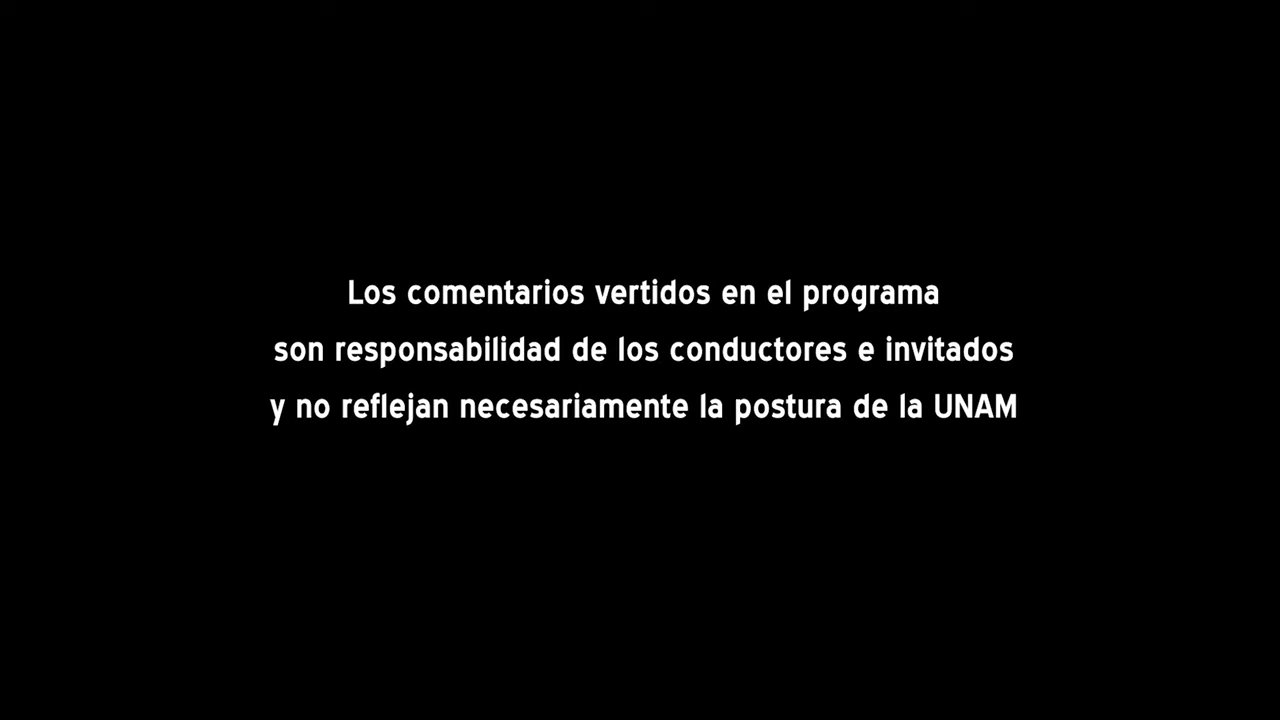 Los comentarios vertidos en el programa
son responsabilidad de los conductores e invitados
y no reflejan necesariamente la postura de la UNAM